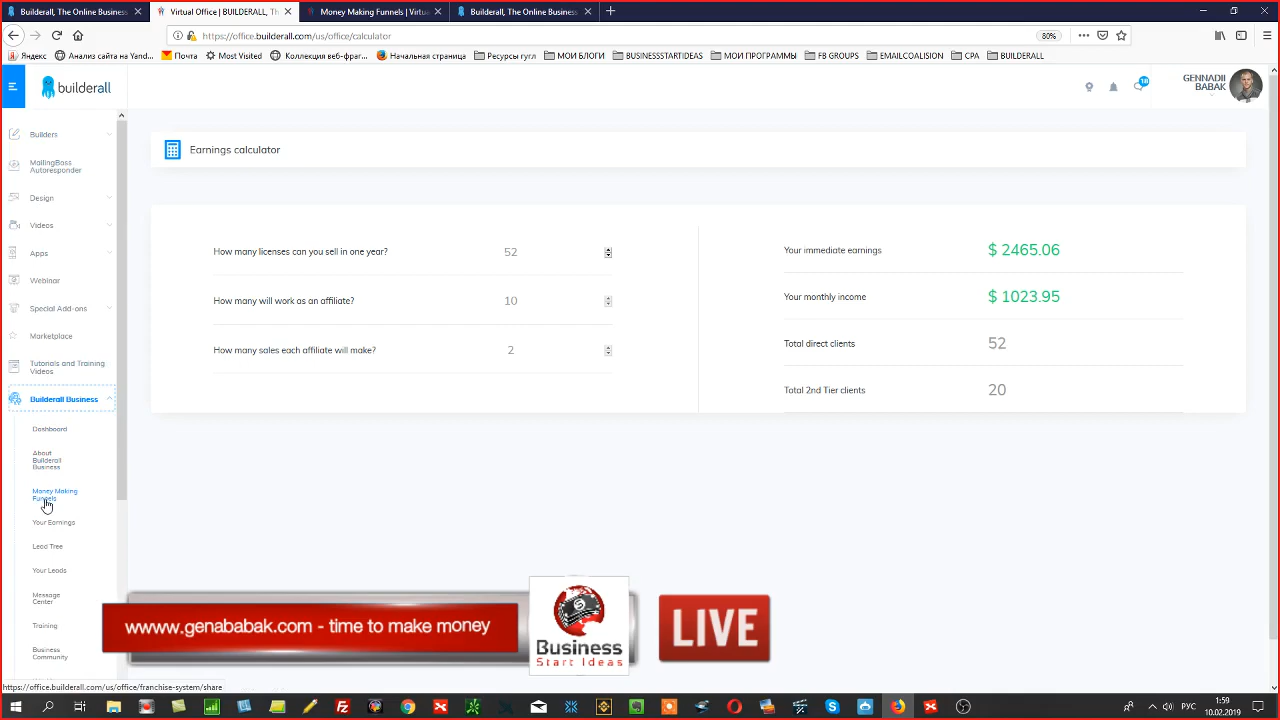 Builderall, The Online Business
Virtual Office | BUILDERALL, Th
Money Making Funnels | Virtua
Builderall, The Online Business
https://office.builderall.com/us/office/calculator
80%
Яндекс
Анализ сайта на Yand...
Почта
Most Visited
Коллекция веб-фраг...
Начальная страница
Ресурсы гугл
МОИ БЛОГИ
BUSINESSSTARTIDEAS
МОИ ПРОГРАММЫ
FB GROUPS
EMAILCOALISION
CPA
BUILDERALL
builderall
18
GENNADII
BABAK
Builders
MailingBoss
Autoresponder
Design
Videos
Apps
Webinar
Special Add-ons
Marketplace
Tutorials and Training
Videos
Builderall Business
Dashboard
About
Builderall
Business
Money Making
Funnels
Your Earnings
Lead Tree
Your Leads
Message
Center
Training
Business
Community
Earnings calculator
How many licenses can you sell in one year?
52
How many will work as an affiliate?
10
How many sales each affiliate will make?
2
Your immediate earnings
$ 2465.06
Your monthly income
$ 1023.95
Total direct clients
52
Total 2nd Tier clients
20
wwww.genababak.com - time to make money
Business
Start Ideas
LIVE
https://office.builderall.com/us/office/franchise-system/share
РУС
1:59
10.02.2019